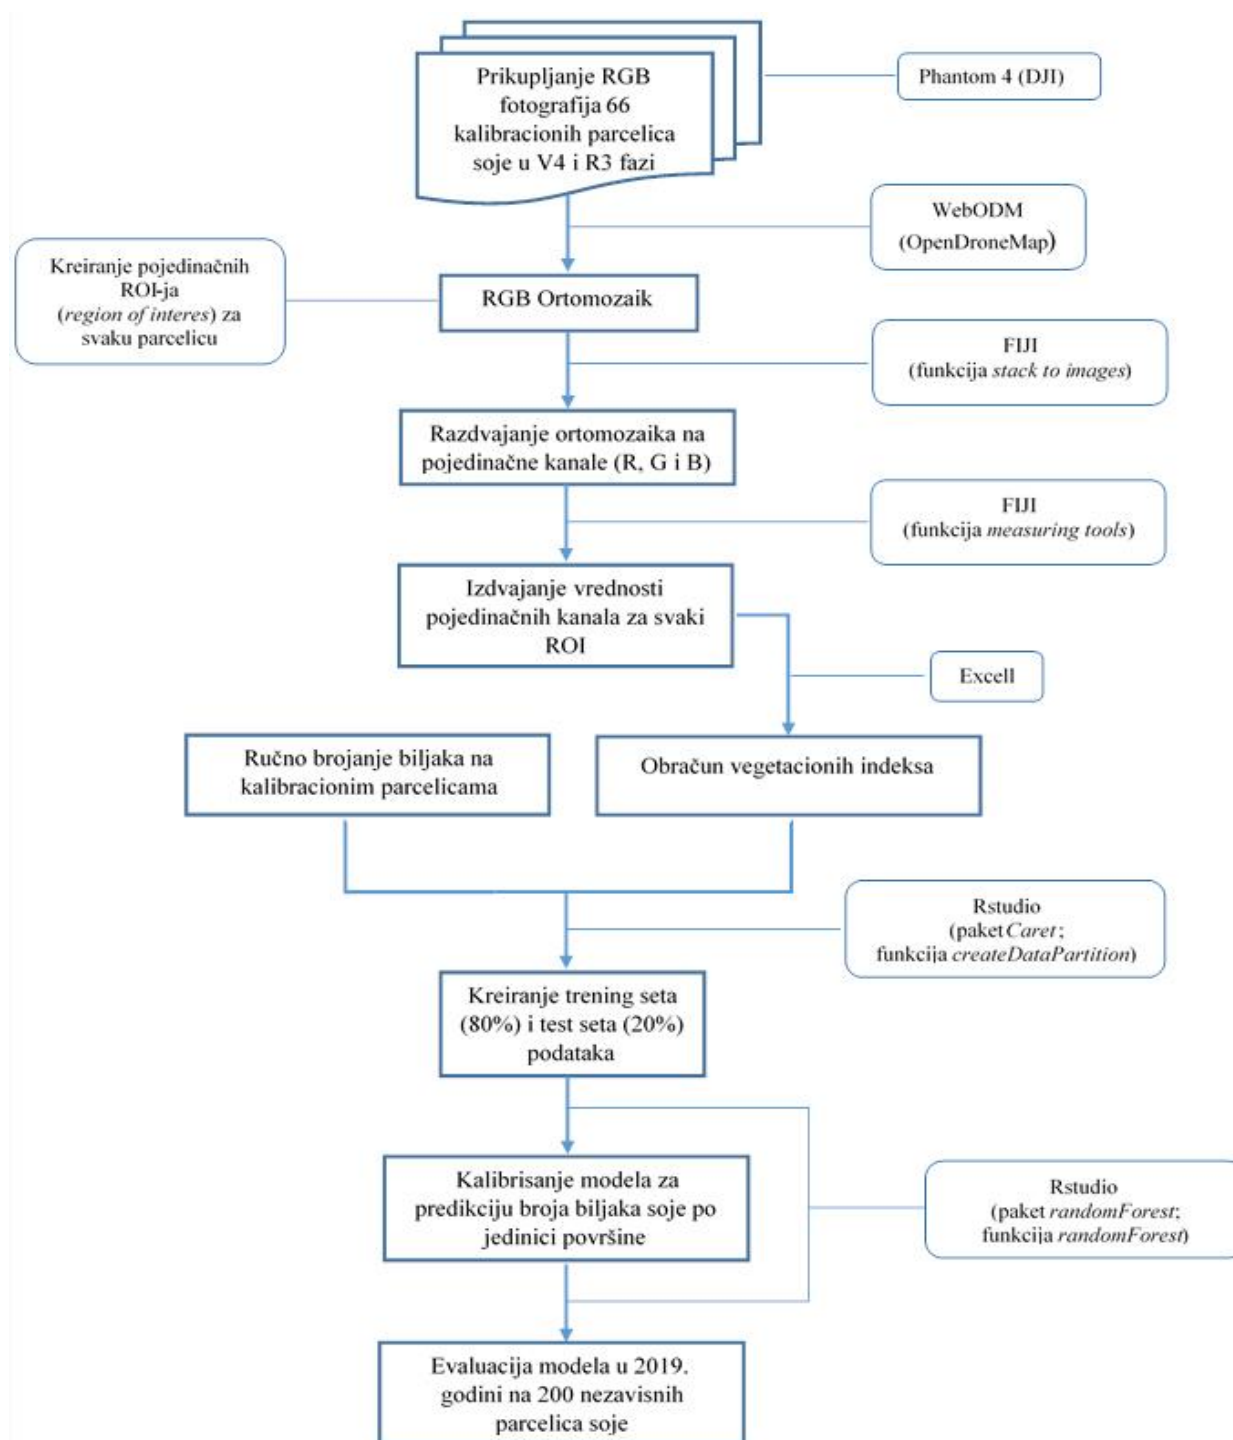 Prikupljanje RGB
fotografija 66
kalibracionih parcelica
soje u V4 i R3 fazi
Phantom 4 (DJI)
WebODM
(OpenDroneMap)
Kreiranje pojedinačnih
ROI-ja
(region of interes) za
svaku parcelicu
RGB Ortomozaik
FIJI
(funkcija stack to images)
Razdvajanje ortomozaika na
pojedinačne kanale (R, G i B)
FIJI
(funkcija measuring tools)
Izdvajanje vrednosti
pojedinačnih kanala za svaki
ROI
Excell
Ručno brojanje biljaka na
kalibracionim parcelicama
Obračun vegetacionih indeksa
Rstudio
(paket Caret;
funkcija createDataPartition)
Kreiranje trening seta
(80%) i test seta (20%)
podataka
Kalibrisanje modela za
predikciju broja biljaka soje po
jedinici površine
Rstudio
(paket randomForest;
funkcija randomForest)
Evaluacija modela u 2019.
godini na 200 nezavisnih
parcelica soje